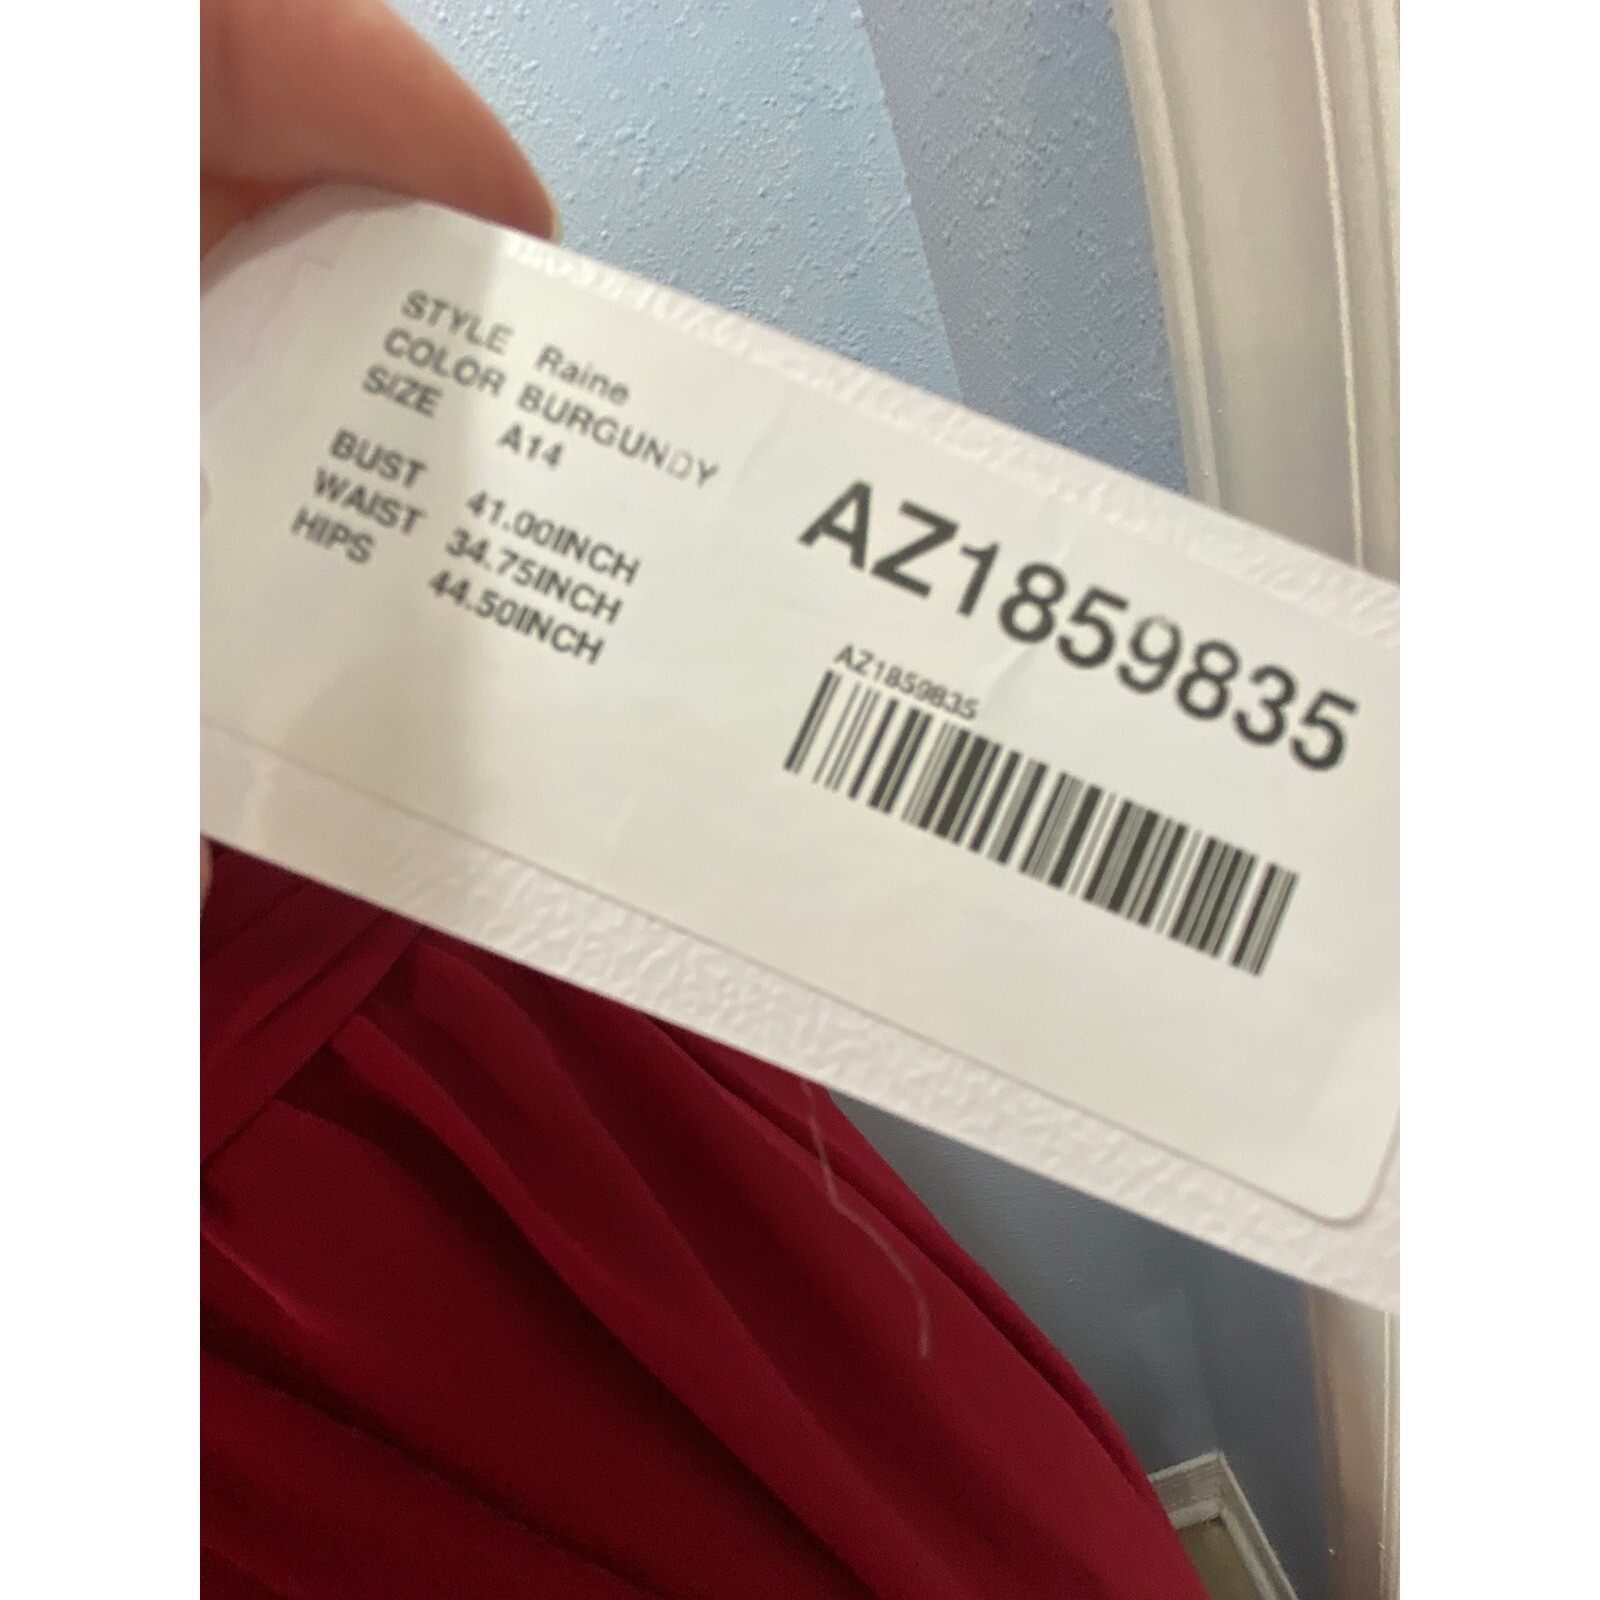 STYLE Raine
COLOR BURGUNDY
SIZE A14
BUST 41.00INCH
WAIST 34.75INCH
HIPS 44.50INCH
AZ1859835
AZ1859835